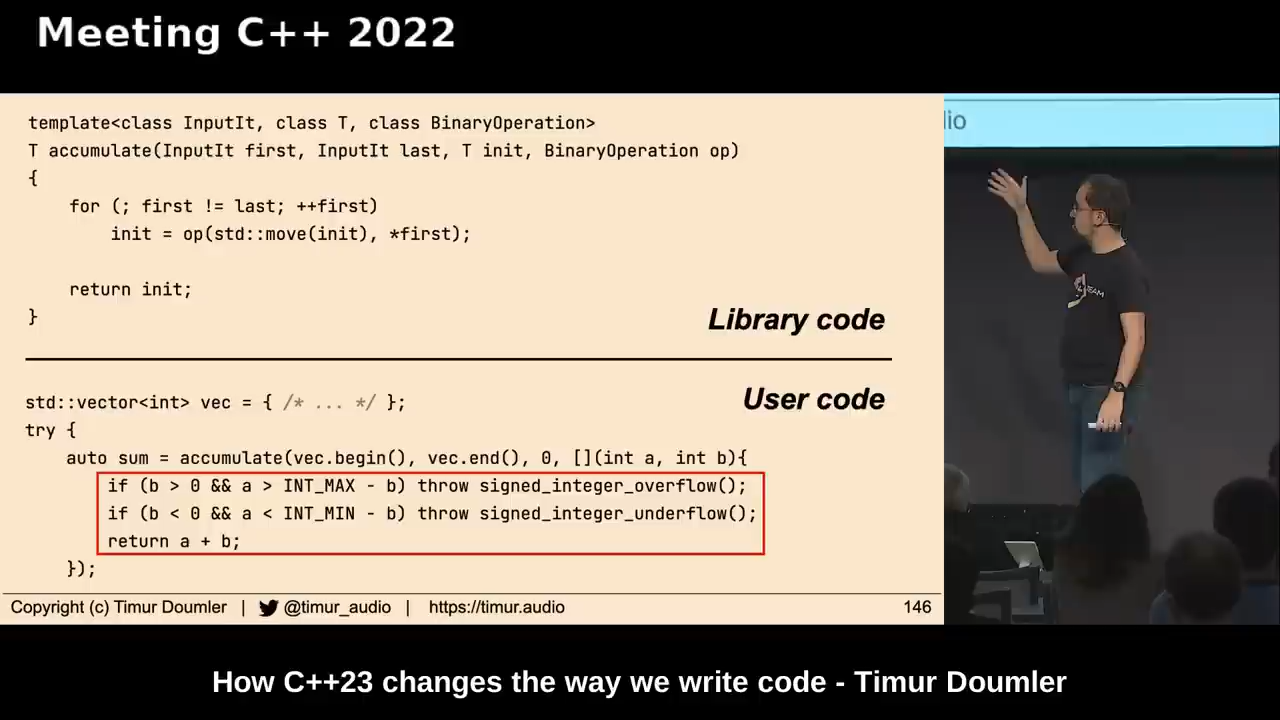 Meeting C++ 2022
template<class InputIt, class T, class BinaryOperation>
T accumulate(InputIt first, InputIt last, T init, BinaryOperation op)
{
for (; first != last; ++first)
init = op(std::move(init), *first);
return init;
}
Library code
User code
std::vector<int> vec = { /* ... */ };
try {
auto sum = accumulate(vec.begin(), vec.end(), 0, [](int a, int b){
if (b > 0 && a > INT_MAX - b) throw signed_integer_overflow();
if (b < 0 && a < INT_MIN - b) throw signed_integer_underflow();
return a + b;
});
Copyright (c) Timur Doumler | @timur_audio | https://timur.audio 146
How C++23 changes the way we write code - Timur Doumler